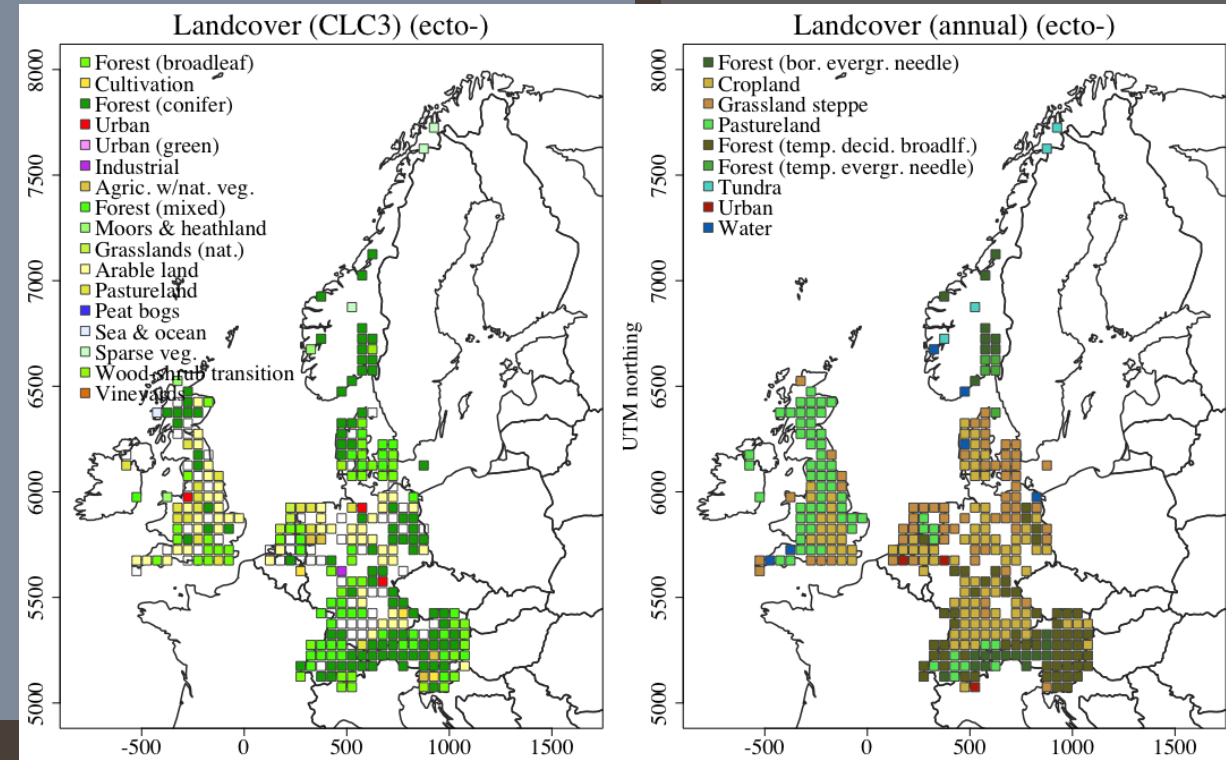 Landcover (CLC3) (ecto-)
Forest (broadleaf)
Cultivation
Forest (conifer)
Urban
Urban (green)
Industrial
Agric. w/nat. veg.
Forest (mixed)
Moors & heathland
Grasslands (nat.)
Arable land
Pastureland
Peat bogs
Sea & ocean
Sparse veg.
Wood-shrub transition
Vineyards
8000
7500
7000
6500
6000
5500
5000
-500 0 500 1000 1500
Landcover (annual) (ecto-)
Forest (bor. evergr. needle)
Cropland
Grassland steppe
Pastureland
Forest (temp. decid. broadlf.)
Forest (temp. evergr. needle)
Tundra
Urban
Water
UTM northing
8000
7500
7000
6500
6000
5500
5000
-500 0 500 1000 1500